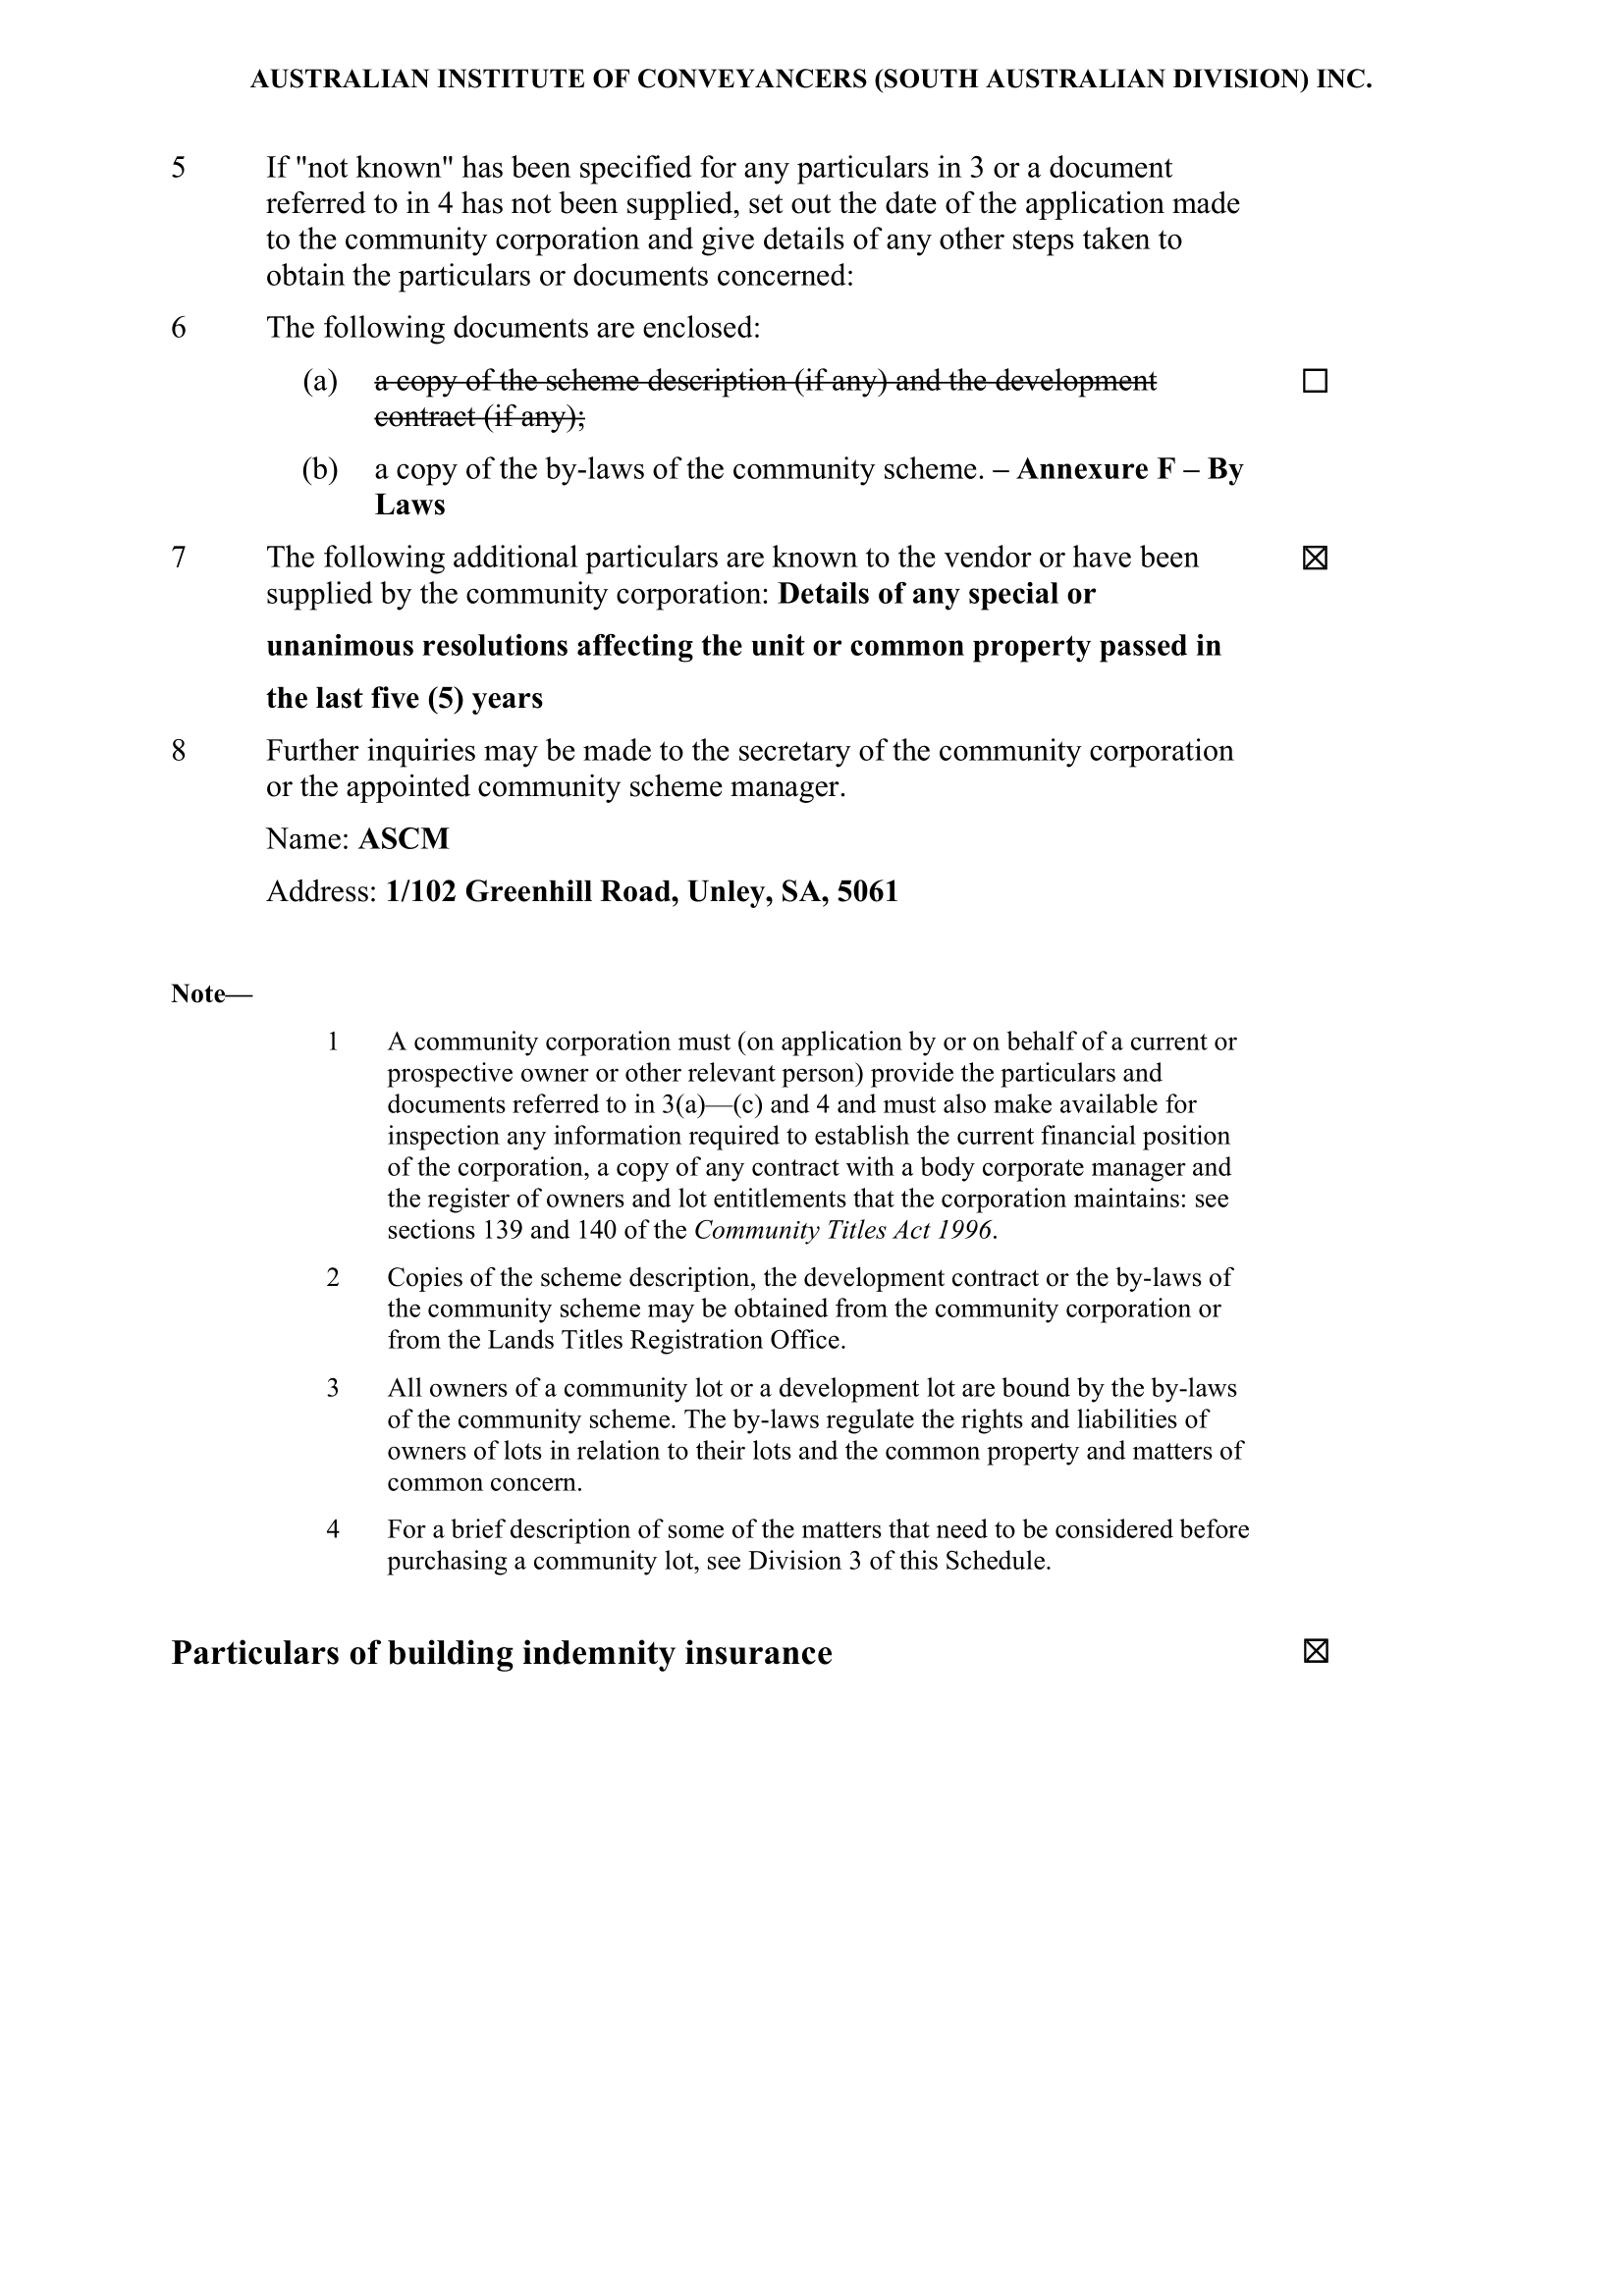 AUSTRALIAN INSTITUTE OF CONVEYANCERS (SOUTH AUSTRALIAN DIVISION) INC.
5 If "not known" has been specified for any particulars in 3 or a document
referred to in 4 has not been supplied, set out the date of the application made
to the community corporation and give details of any other steps taken to
obtain the particulars or documents concerned:
6 The following documents are enclosed:
(a) a copy of the scheme description (if any) and the development ☐
contract (if any);
(b) a copy of the by-laws of the community scheme. – Annexure F – By
Laws
7 The following additional particulars are known to the vendor or have been ☒
supplied by the community corporation: Details of any special or
unanimous resolutions affecting the unit or common property passed in
the last five (5) years
8 Further inquiries may be made to the secretary of the community corporation
or the appointed community scheme manager.
Name: ASCM
Address: 1/102 Greenhill Road, Unley, SA, 5061
Note—
1 A community corporation must (on application by or on behalf of a current or
prospective owner or other relevant person) provide the particulars and
documents referred to in 3(a)—(c) and 4 and must also make available for
inspection any information required to establish the current financial position
of the corporation, a copy of any contract with a body corporate manager and
the register of owners and lot entitlements that the corporation maintains: see
sections 139 and 140 of the Community Titles Act 1996.
2 Copies of the scheme description, the development contract or the by-laws of
the community scheme may be obtained from the community corporation or
from the Lands Titles Registration Office.
3 All owners of a community lot or a development lot are bound by the by-laws
of the community scheme. The by-laws regulate the rights and liabilities of
owners of lots in relation to their lots and the common property and matters of
common concern.
4 For a brief description of some of the matters that need to be considered before
purchasing a community lot, see Division 3 of this Schedule.
Particulars of building indemnity insurance ☒